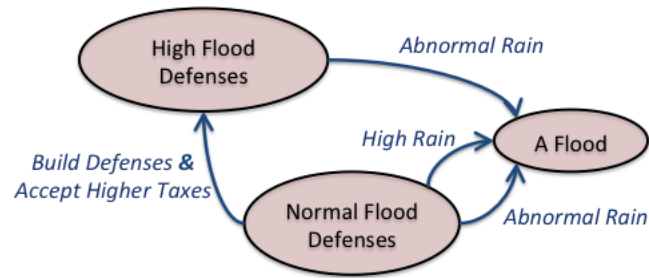 High Flood
Defenses
Abnormal Rain
High Rain
A Flood
Build Defenses &
Accept Higher Taxes
Normal Flood
Defenses
Abnormal Rain